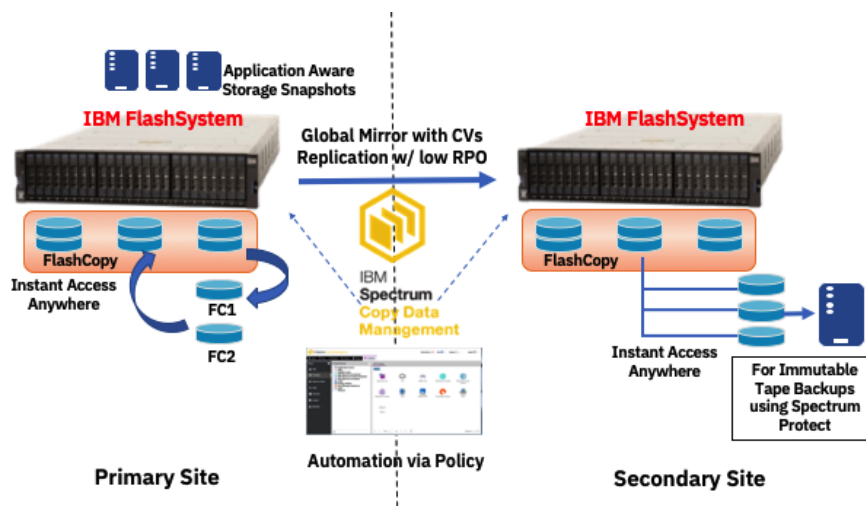 Application Aware
Storage Snapshots
IBM FlashSystem
IBM FlashSystem
Global Mirror with CVs
Replication w/ low RPO
FlashCopy
FlashCopy
Instant Access
Anywhere
FC1
FC2
IBM
Spectrum
Copy Data
Management
Instant Access
Anywhere
For Immutable
Tape Backups
using Spectrum
Protect
Automation via Policy
Primary Site
Secondary Site